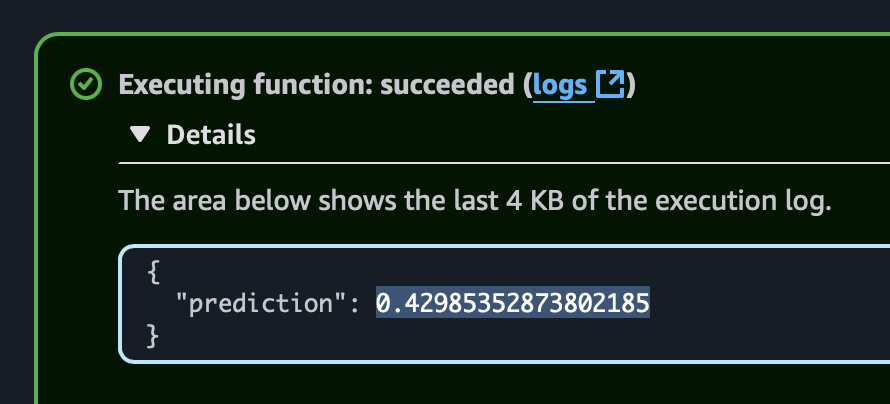 Executing function: succeeded (logs)
Details
The area below shows the last 4 KB of the execution log.
{
"prediction": 0.42985352873802185
}